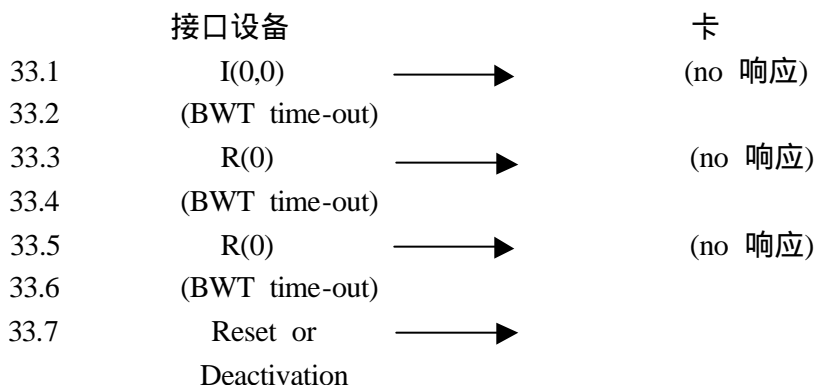 接口设备 卡
33.1 I(0,0) (no 响应)
33.2 (BWT time-out)
33.3 R(0) (no 响应)
33.4 (BWT time-out)
33.5 R(0) (no 响应)
33.6 (BWT time-out)
33.7 Reset or
Deactivation